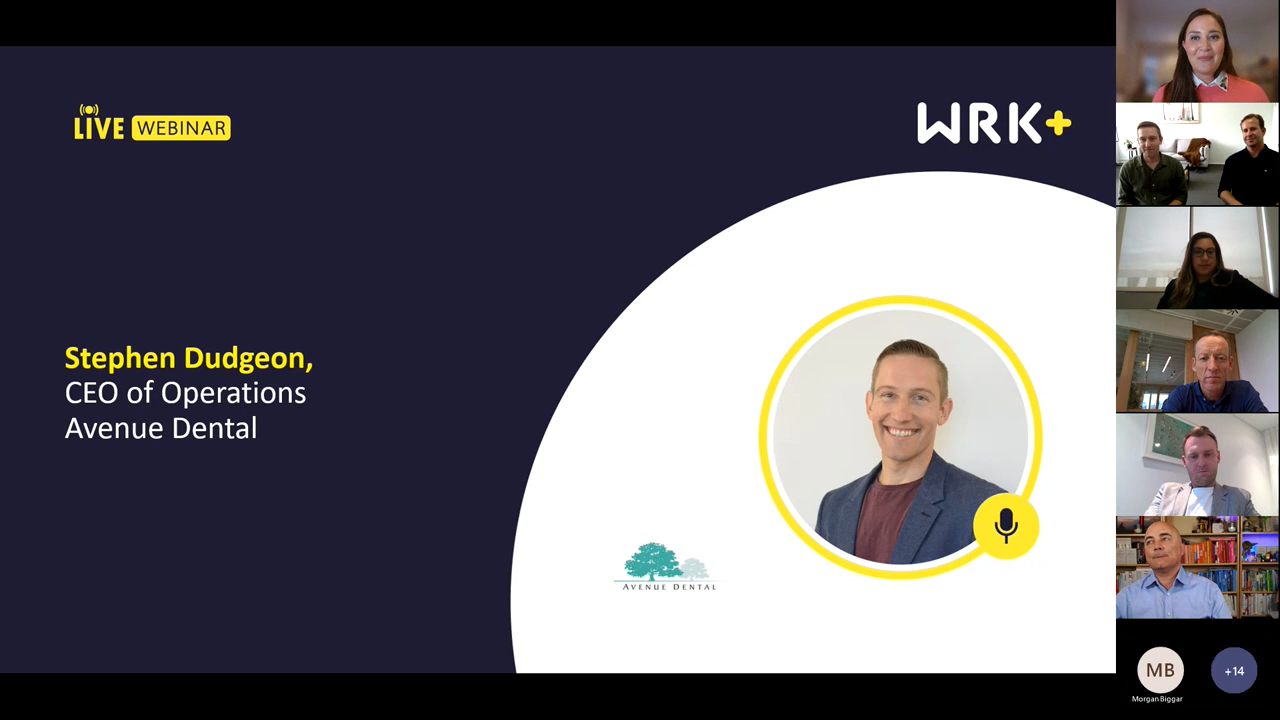 LIVE WEBINAR
WRK+
Stephen Dudgeon,
CEO of Operations
Avenue Dental
AVENUE DENTAL
MB
Morgan Biggar
+14